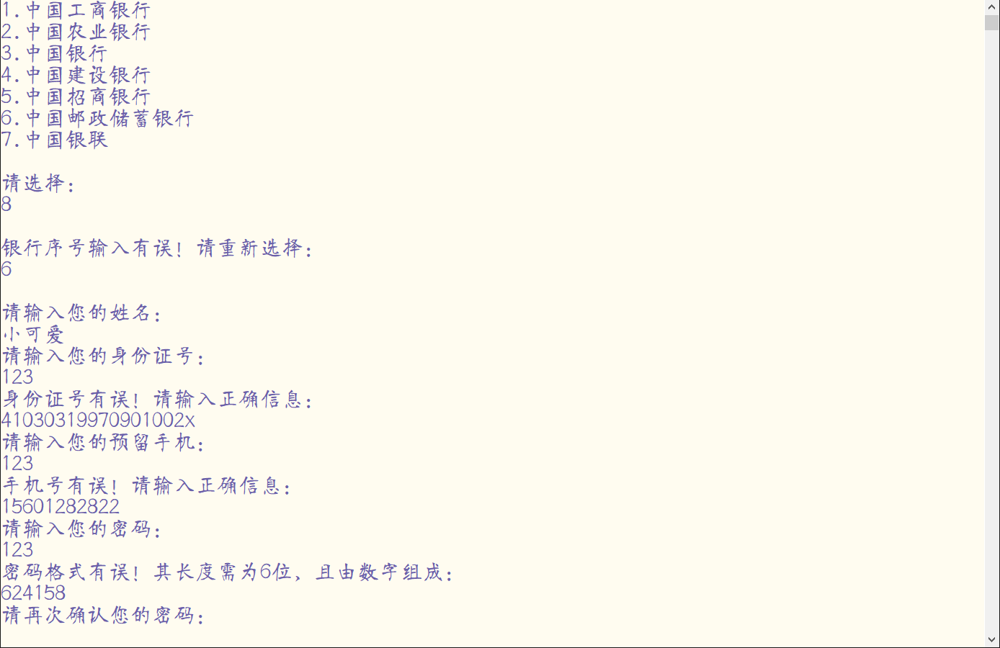 1.中国工商银行
2.中国农业银行
3.中国银行
4.中国建设银行
5.中国招商银行
6.中国邮政储蓄银行
7.中国银联
请选择：
8
银行序号输入有误！请重新选择：
6
请输入您的姓名：
小可爱
请输入您的身份证号：
123
身份证号有误！请输入正确信息：
41030319970901002x
请输入您的预留手机：
123
手机号有误！请输入正确信息：
15601282822
请输入您的密码：
123
密码格式有误！其长度需为6位，且由数字组成：
624158
请再次确认您的密码：